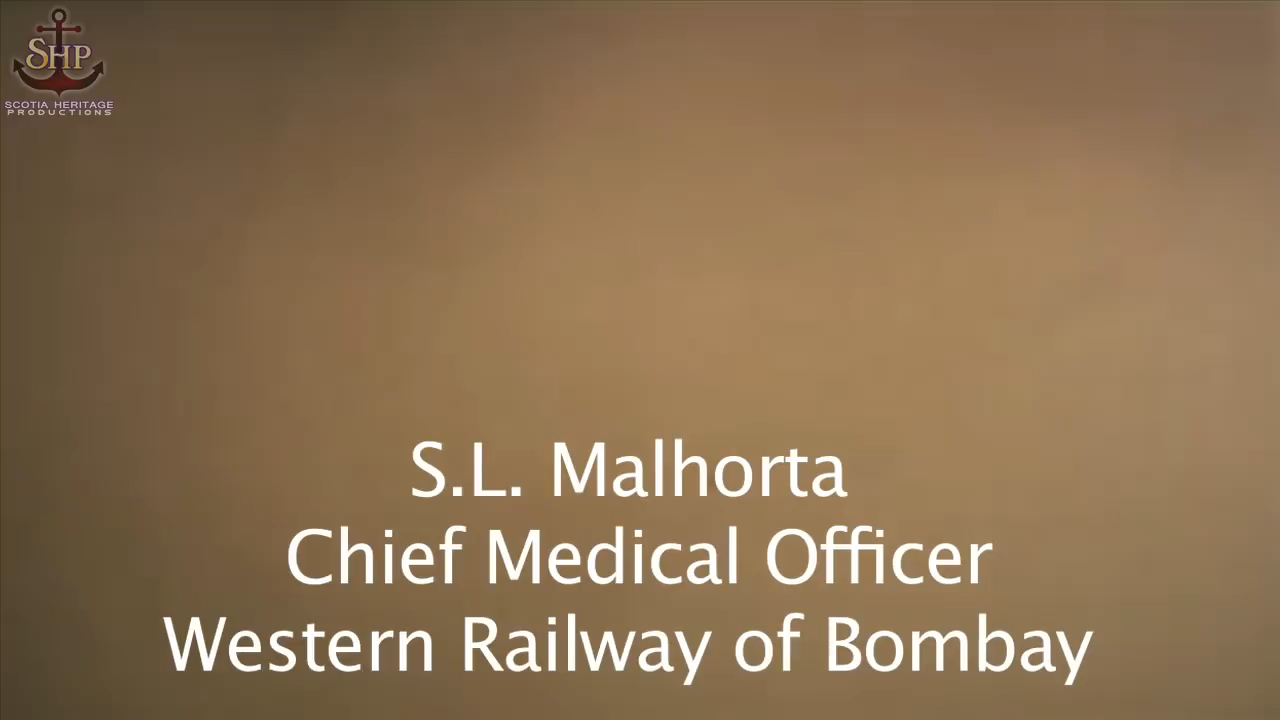 SHP
SCOTIA HERITAGE
PRODUCTIONS
S.L. Malhorta
Chief Medical Officer
Western Railway of Bombay